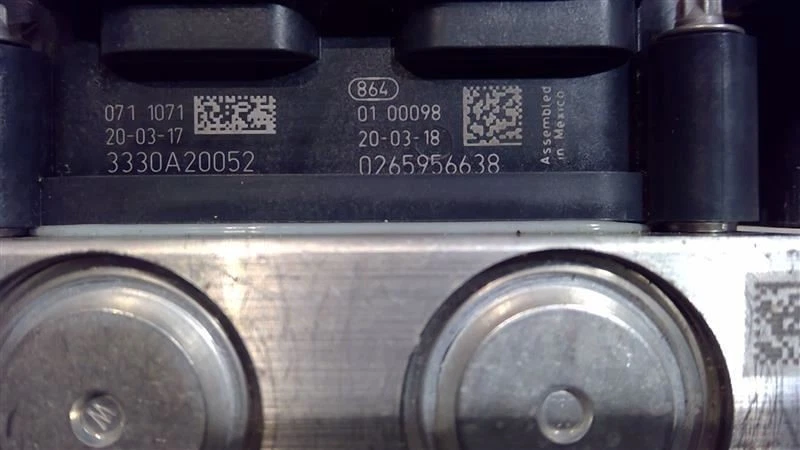 071 1071
20-03-17
3330A20052
864
01 00098
20-03-18
0265956638
Assembled
in Mexico
W